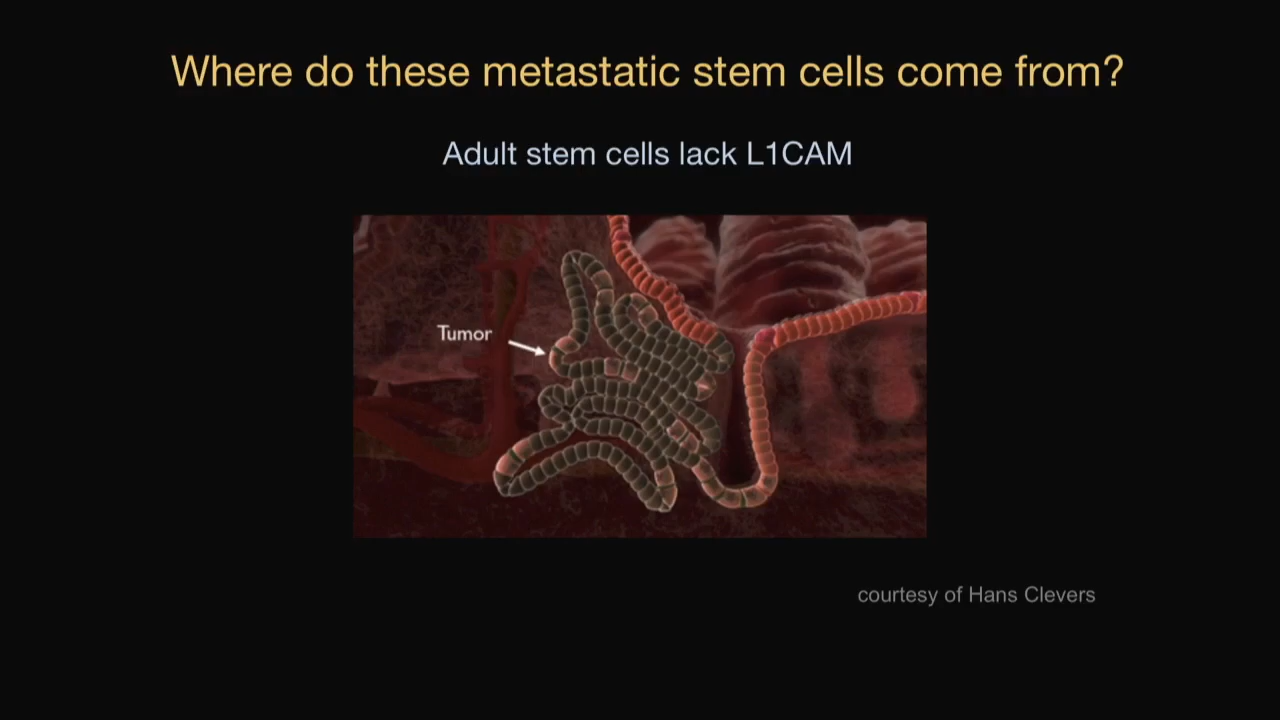 Where do these metastatic stem cells come from?
Adult stem cells lack L1CAM
Tumor
courtesy of Hans Clevers